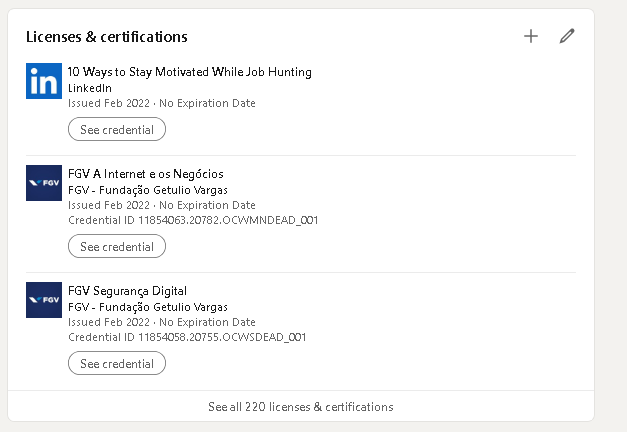 Licenses & certifications
in
10 Ways to Stay Motivated While Job Hunting
LinkedIn
Issued Feb 2022 · No Expiration Date
See credential
FGV
FGV A Internet e os Negócios
FGV - Fundação Getulio Vargas
Issued Feb 2022 · No Expiration Date
Credential ID 11854063.20782.OCWMNDEAD_001
See credential
FGV
FGV Segurança Digital
FGV - Fundação Getulio Vargas
Issued Feb 2022 · No Expiration Date
Credential ID 11854058.20755.OCWSDEAD_001
See credential
See all 220 licenses & certifications